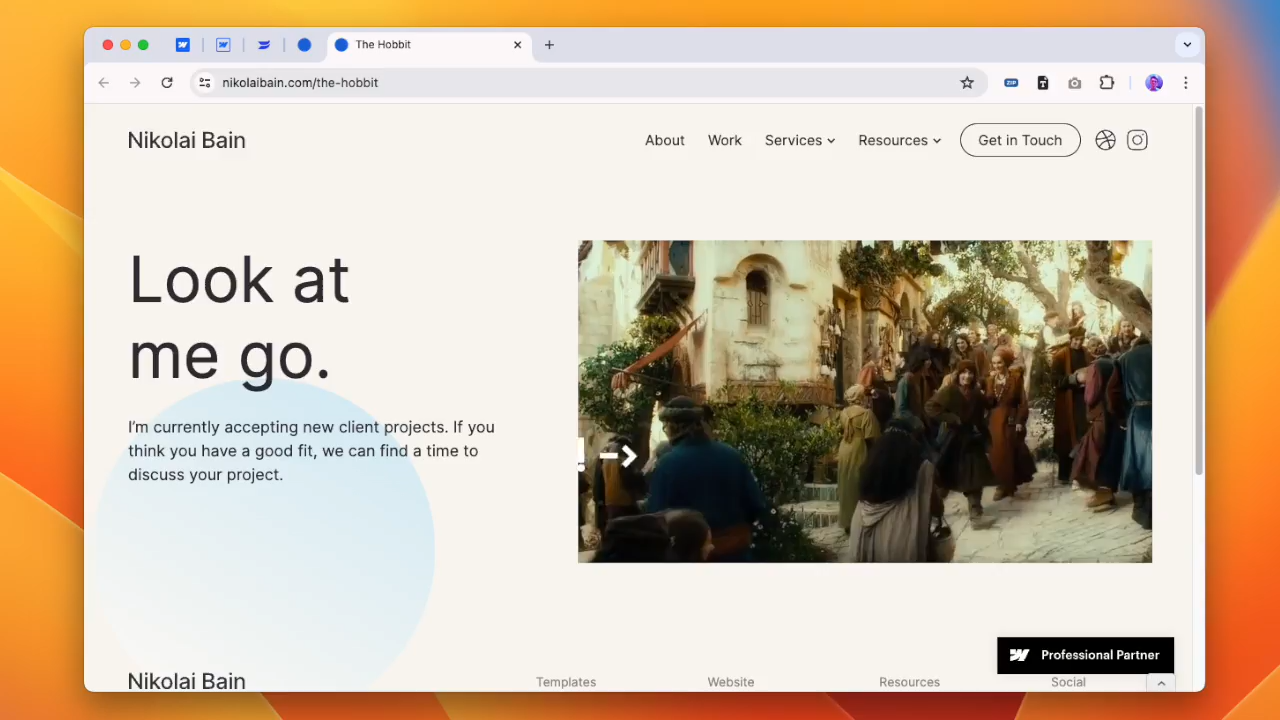 The Hobbit
nikolaibain.com/the-hobbit
ZIP
Nikolai Bain
About
Work
Services
Resources
Get in Touch
Look at
me go.
I’m currently accepting new client projects. If you
think you have a good fit, we can find a time to
discuss your project.
! ->
Professional Partner
Nikolai Bain
Templates
Website
Resources
Social